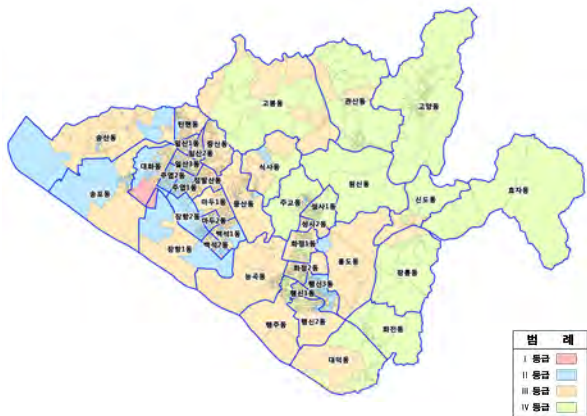 고양동
관산동
고봉동
탄현동
송산동
일산1동
중산동
일산2동
대화동
일산3동
식사동
효자동
주엽2동
정발산동
원신동
주엽1동
송포동
마두1동
풍산동
주교동
성사1동
신도동
장항2동
마두2동
성사2동
백석1동
화정1동
장항1동
백석2동
흥도동
창릉동
능곡동
화정2동
행신3동
행신1동
행주동
행신2동
화전동
대덕동
범 례
I 등급
II 등급
III 등급
IV 등급